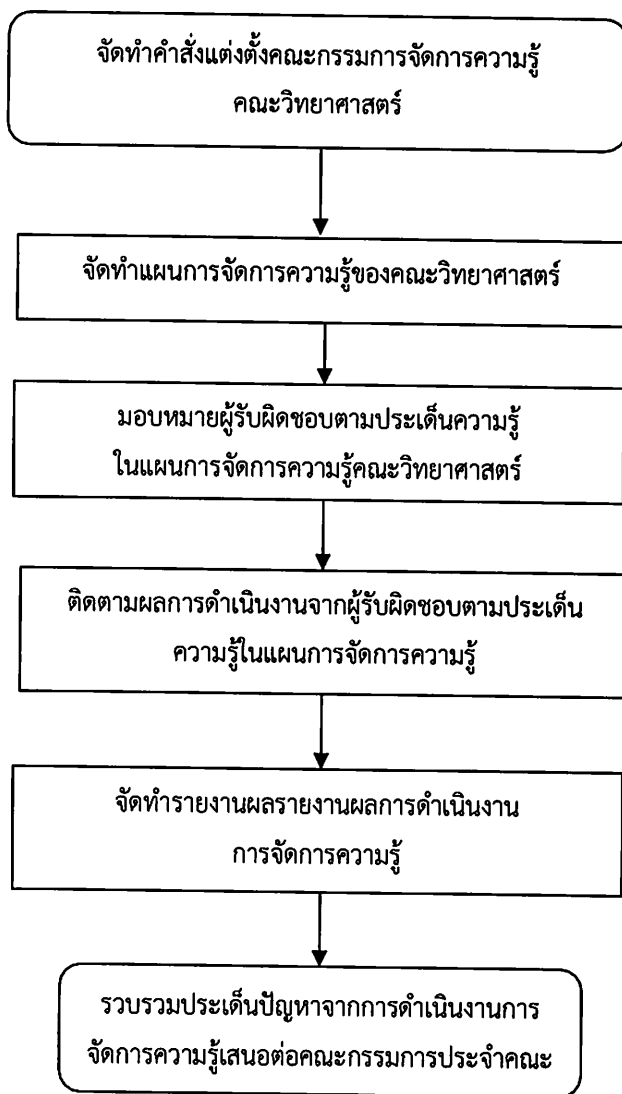 จัดทำคำสั่งแต่งตั้งคณะกรรมการจัดการความรู้
คณะวิทยาศาสตร์
จัดทำแผนการจัดการความรู้ของคณะวิทยาศาสตร์
มอบหมายผู้รับผิดชอบตามประเด็นความรู้
ในแผนการจัดการความรู้คณะวิทยาศาสตร์
ติดตามผลการดำเนินงานจากผู้รับผิดชอบตามประเด็น
ความรู้ในแผนการจัดการความรู้
จัดทำรายงานผลรายงานผลการดำเนินงาน
การจัดการความรู้
รวบรวมประเด็นปัญหาจากการดำเนินงานการ
จัดการความรู้เสนอต่อคณะกรรมการประจำคณะ